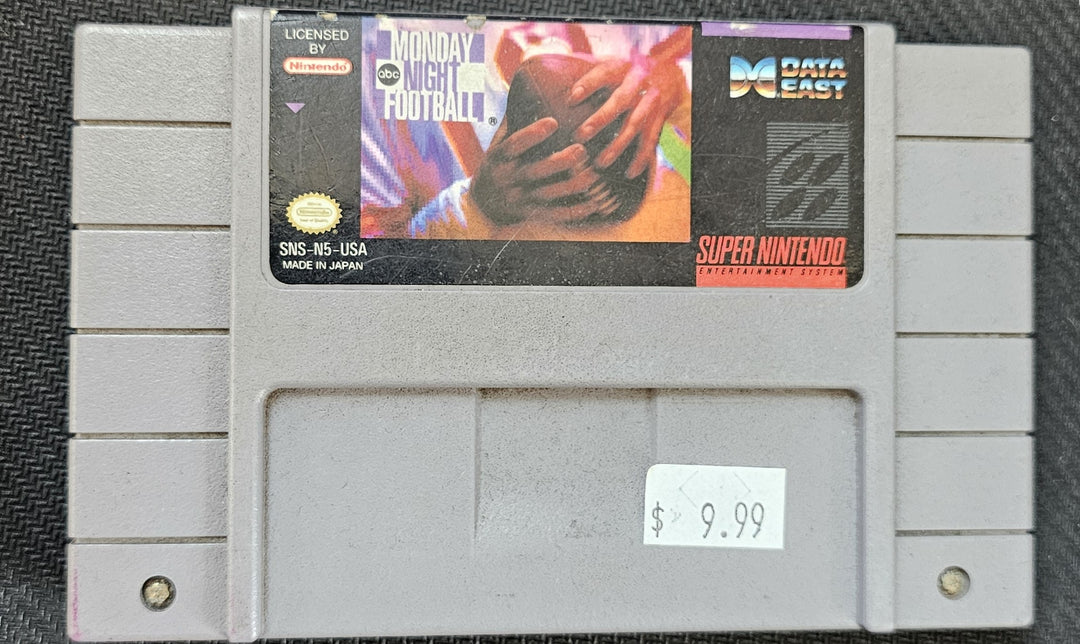 LICENSED
BY
Nintendo
MONDAY
abc NIGHT
FOOTBALL®
DATA
EAST
SNS-N5-USA
MADE IN JAPAN
SUPER NINTENDO
ENTERTAINMENT SYSTEM
$ 9.99